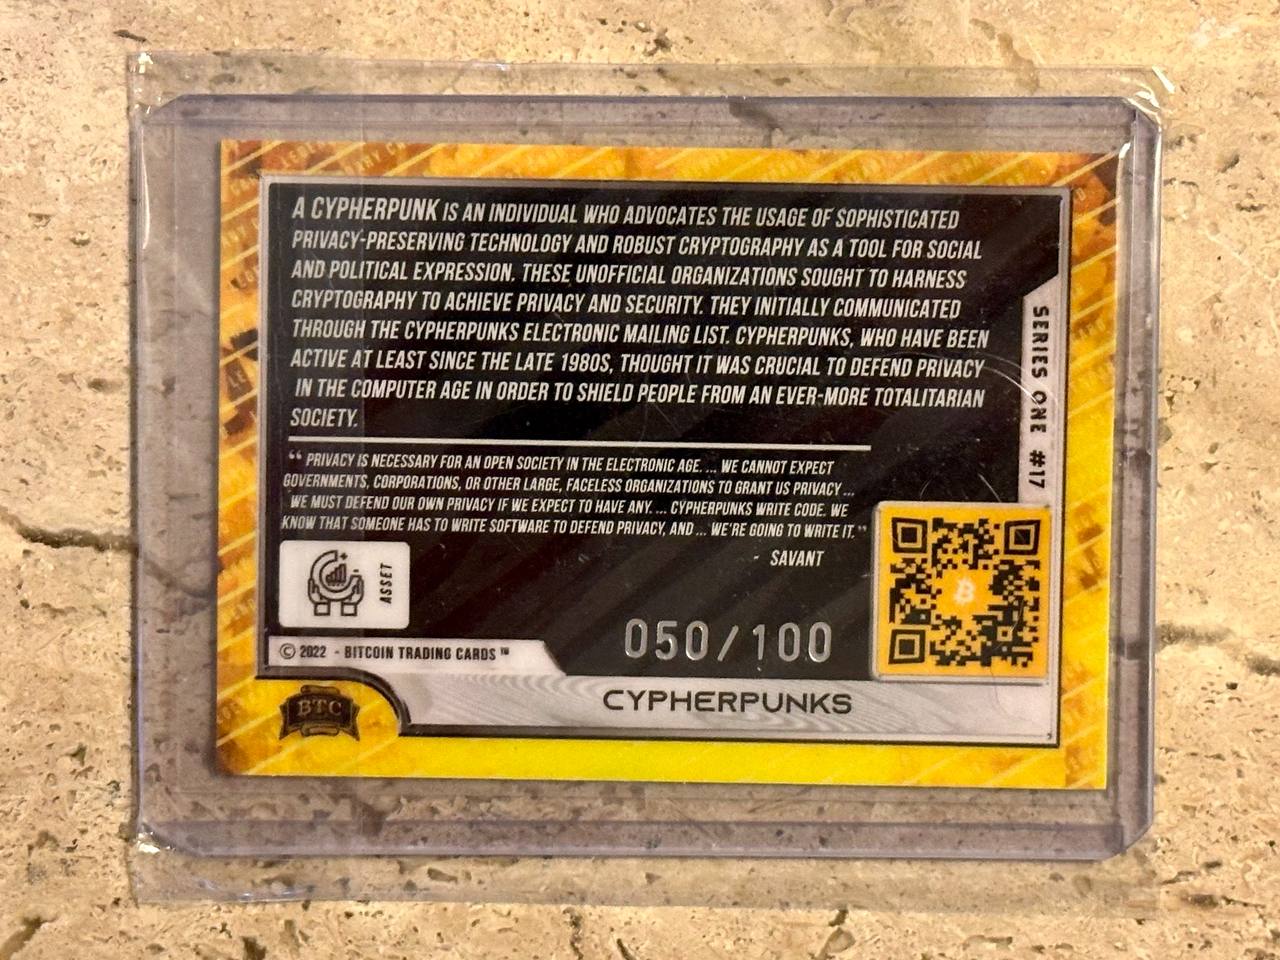 A CYPHERPUNK IS AN INDIVIDUAL WHO ADVOCATES THE USAGE OF SOPHISTICATED
PRIVACY-PRESERVING TECHNOLOGY AND ROBUST CRYPTOGRAPHY AS A TOOL FOR SOCIAL
AND POLITICAL EXPRESSION. THESE UNOFFICIAL ORGANIZATIONS SOUGHT TO HARNESS
CRYPTOGRAPHY TO ACHIEVE PRIVACY AND SECURITY. THEY INITIALLY COMMUNICATED
THROUGH THE CYPHERPUNKS ELECTRONIC MAILING LIST. CYPHERPUNKS, WHO HAVE BEEN
ACTIVE AT LEAST SINCE THE LATE 1980S, THOUGHT IT WAS CRUCIAL TO DEFEND PRIVACY
IN THE COMPUTER AGE IN ORDER TO SHIELD PEOPLE FROM AN EVER-MORE TOTALITARIAN
SOCIETY.
SERIES ONE #17
“ PRIVACY IS NECESSARY FOR AN OPEN SOCIETY IN THE ELECTRONIC AGE. ... WE CANNOT EXPECT
GOVERNMENTS, CORPORATIONS, OR OTHER LARGE, FACELESS ORGANIZATIONS TO GRANT US PRIVACY ...
WE MUST DEFEND OUR OWN PRIVACY IF WE EXPECT TO HAVE ANY. ... CYPHERPUNKS WRITE CODE. WE
KNOW THAT SOMEONE HAS TO WRITE SOFTWARE TO DEFEND PRIVACY, AND ... WE'RE GOING TO WRITE IT.”
- SAVANT
ASSET
050/100
© 2022 - BITCOIN TRADING CARDS™
CYPHERPUNKS
BTC